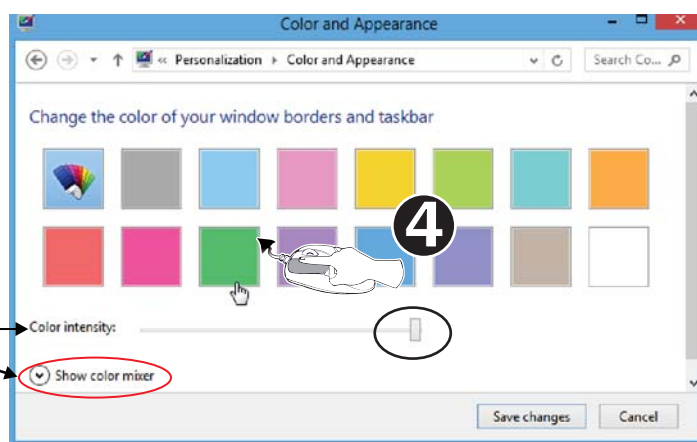 Color and Appearance
« Personalization ▸ Color and Appearance
Search Co...
Change the color of your window borders and taskbar
4
Color intensity:
Show color mixer
Save changes
Cancel